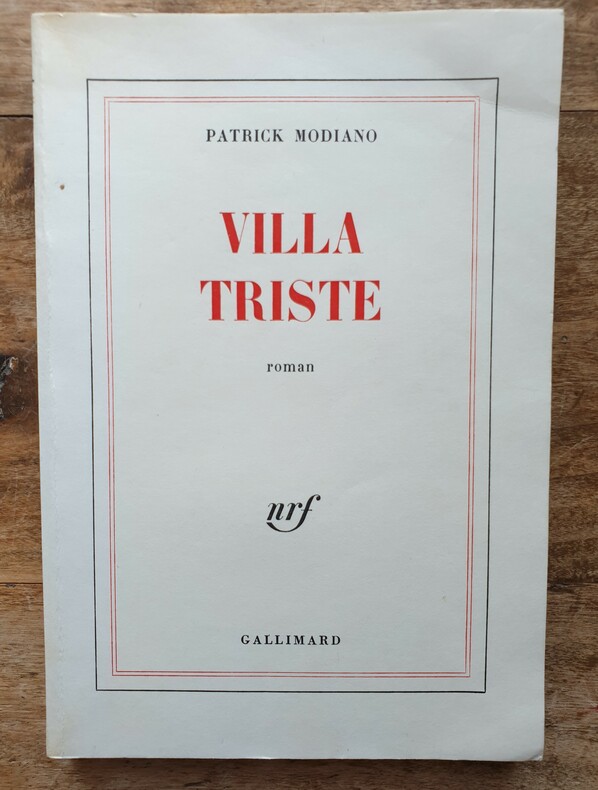 PATRICK MODIANO
VILLA
TRISTE
roman
nrf
GALLIMARD